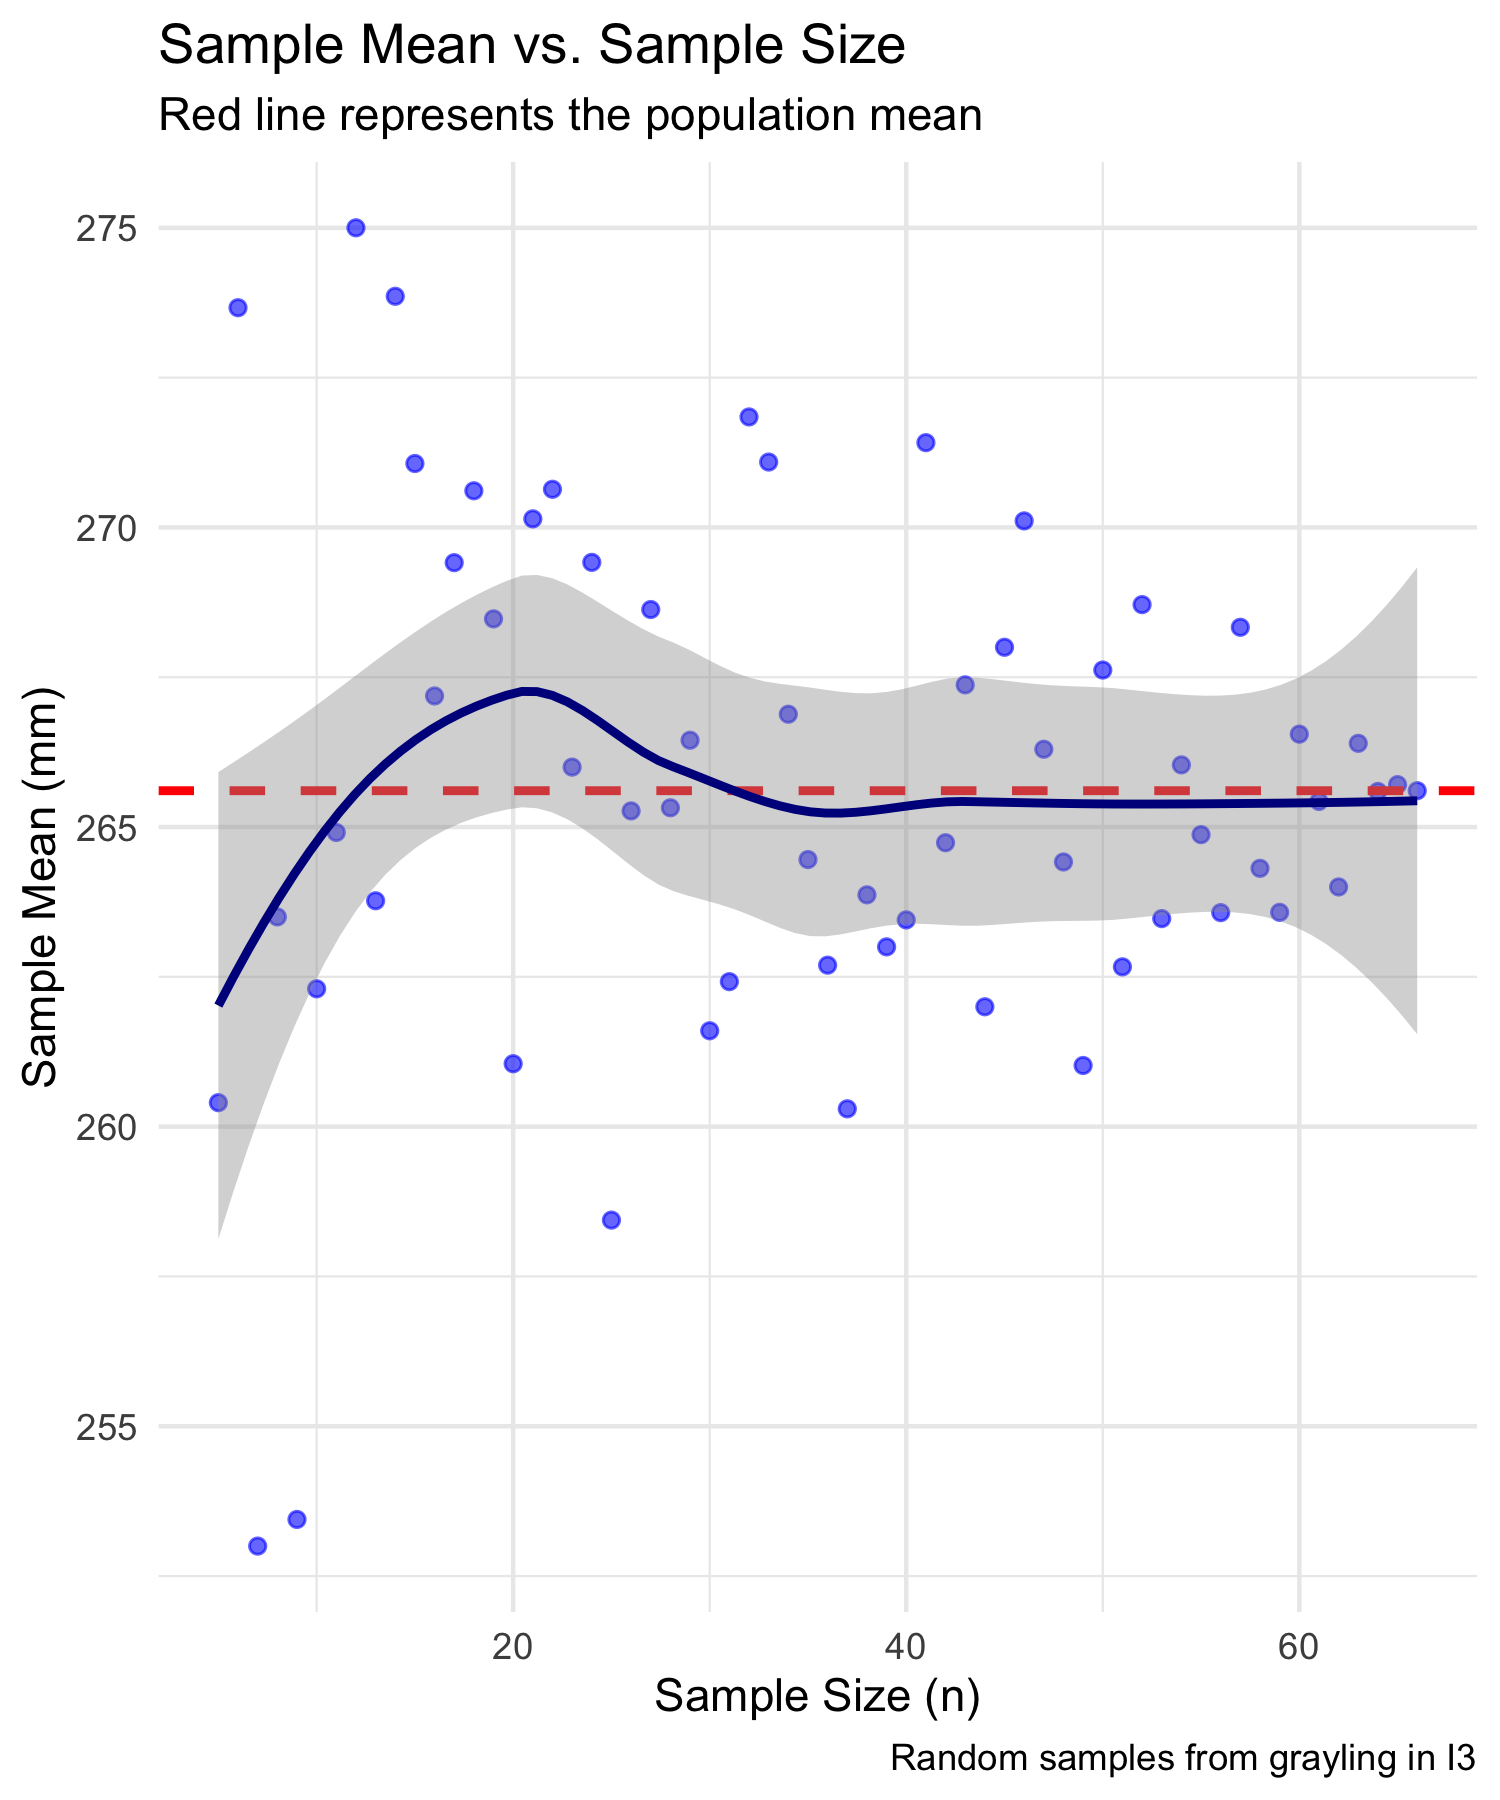 Sample Mean vs. Sample Size
Red line represents the population mean
Sample Mean (mm)
275
270
265
260
255
20 40 60
Sample Size (n)
Random samples from grayling in I3